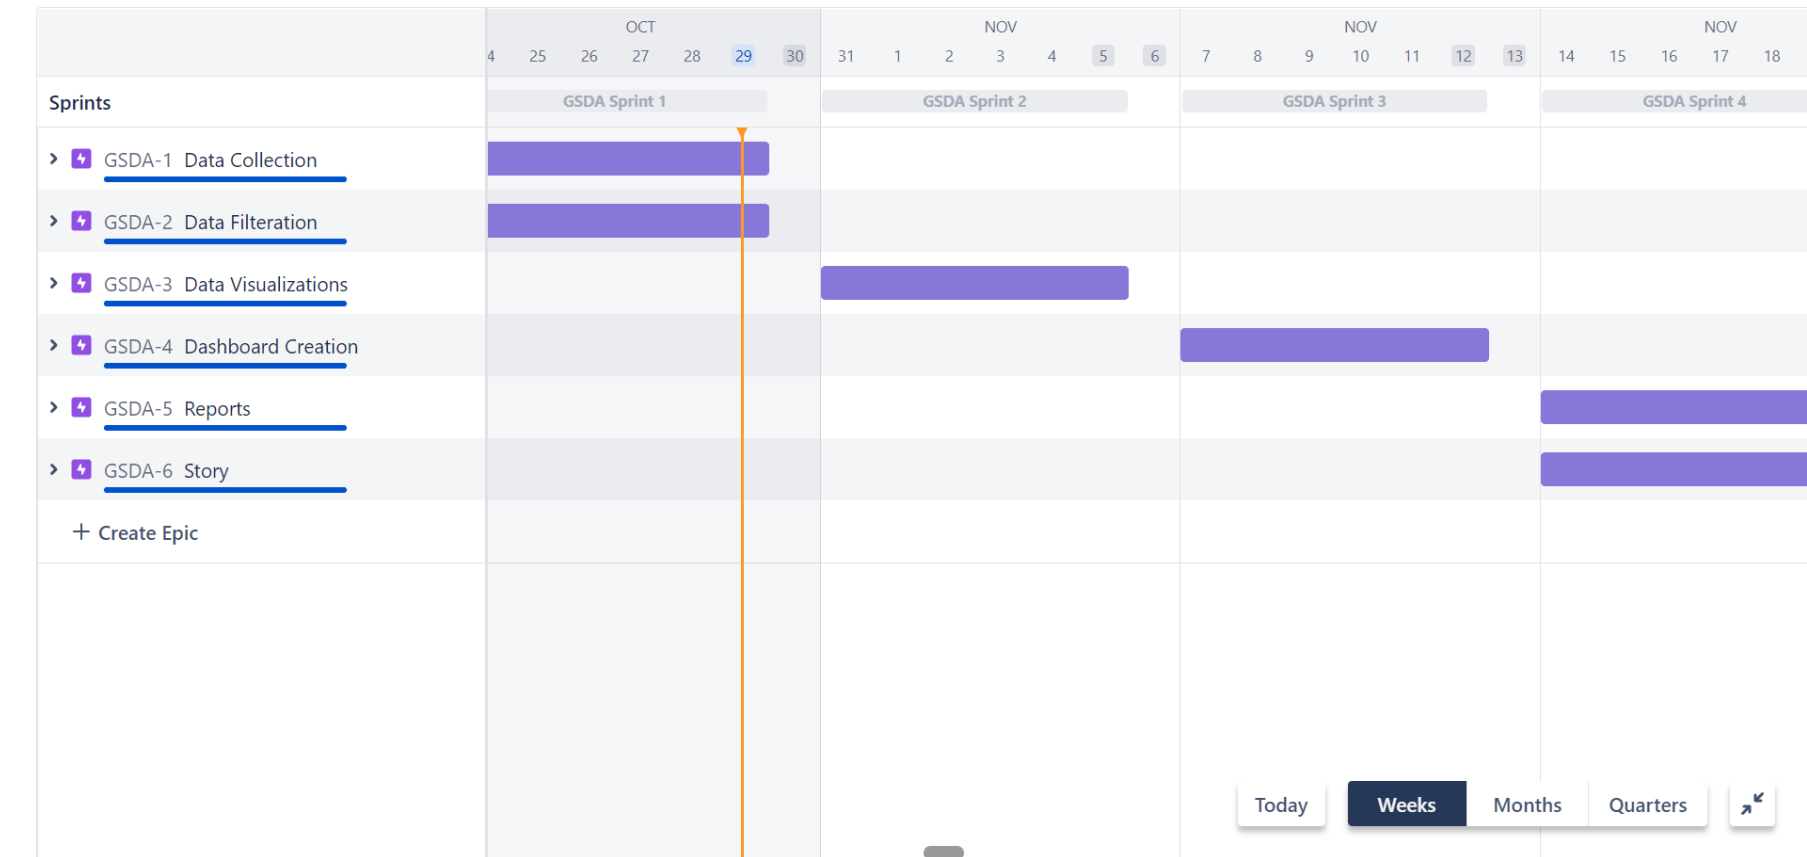 OCT NOV NOV NOV
4 25 26 27 28 29 30 31 1 2 3 4 5 6 7 8 9 10 11 12 13 14 15 16 17 18
Sprints GSDA Sprint 1 GSDA Sprint 2 GSDA Sprint 3 GSDA Sprint 4
GSDA-1 Data Collection
GSDA-2 Data Filteration
GSDA-3 Data Visualizations
GSDA-4 Dashboard Creation
GSDA-5 Reports
GSDA-6 Story
+ Create Epic
Today Weeks Months Quarters